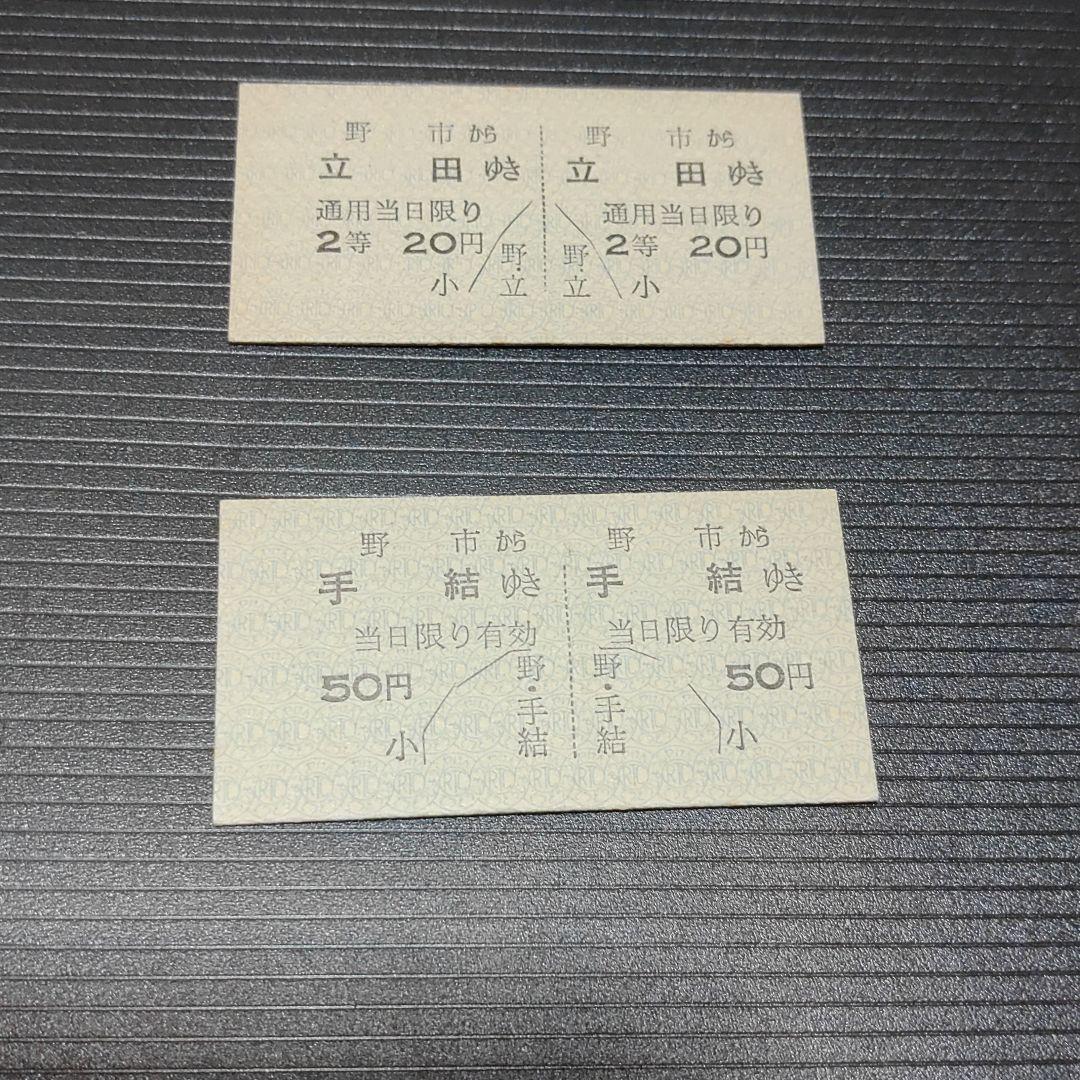 野 市から
立 田ゆき
通用当日限り
2等 20円
小
野・立
野 市から
立 田ゆき
通用当日限り
2等 20円
野・立
小
野 市から
手 結ゆき
当日限り有効
50円
小
野・手結
野 市から
手 結ゆき
当日限り有効
50円
野・手結
小